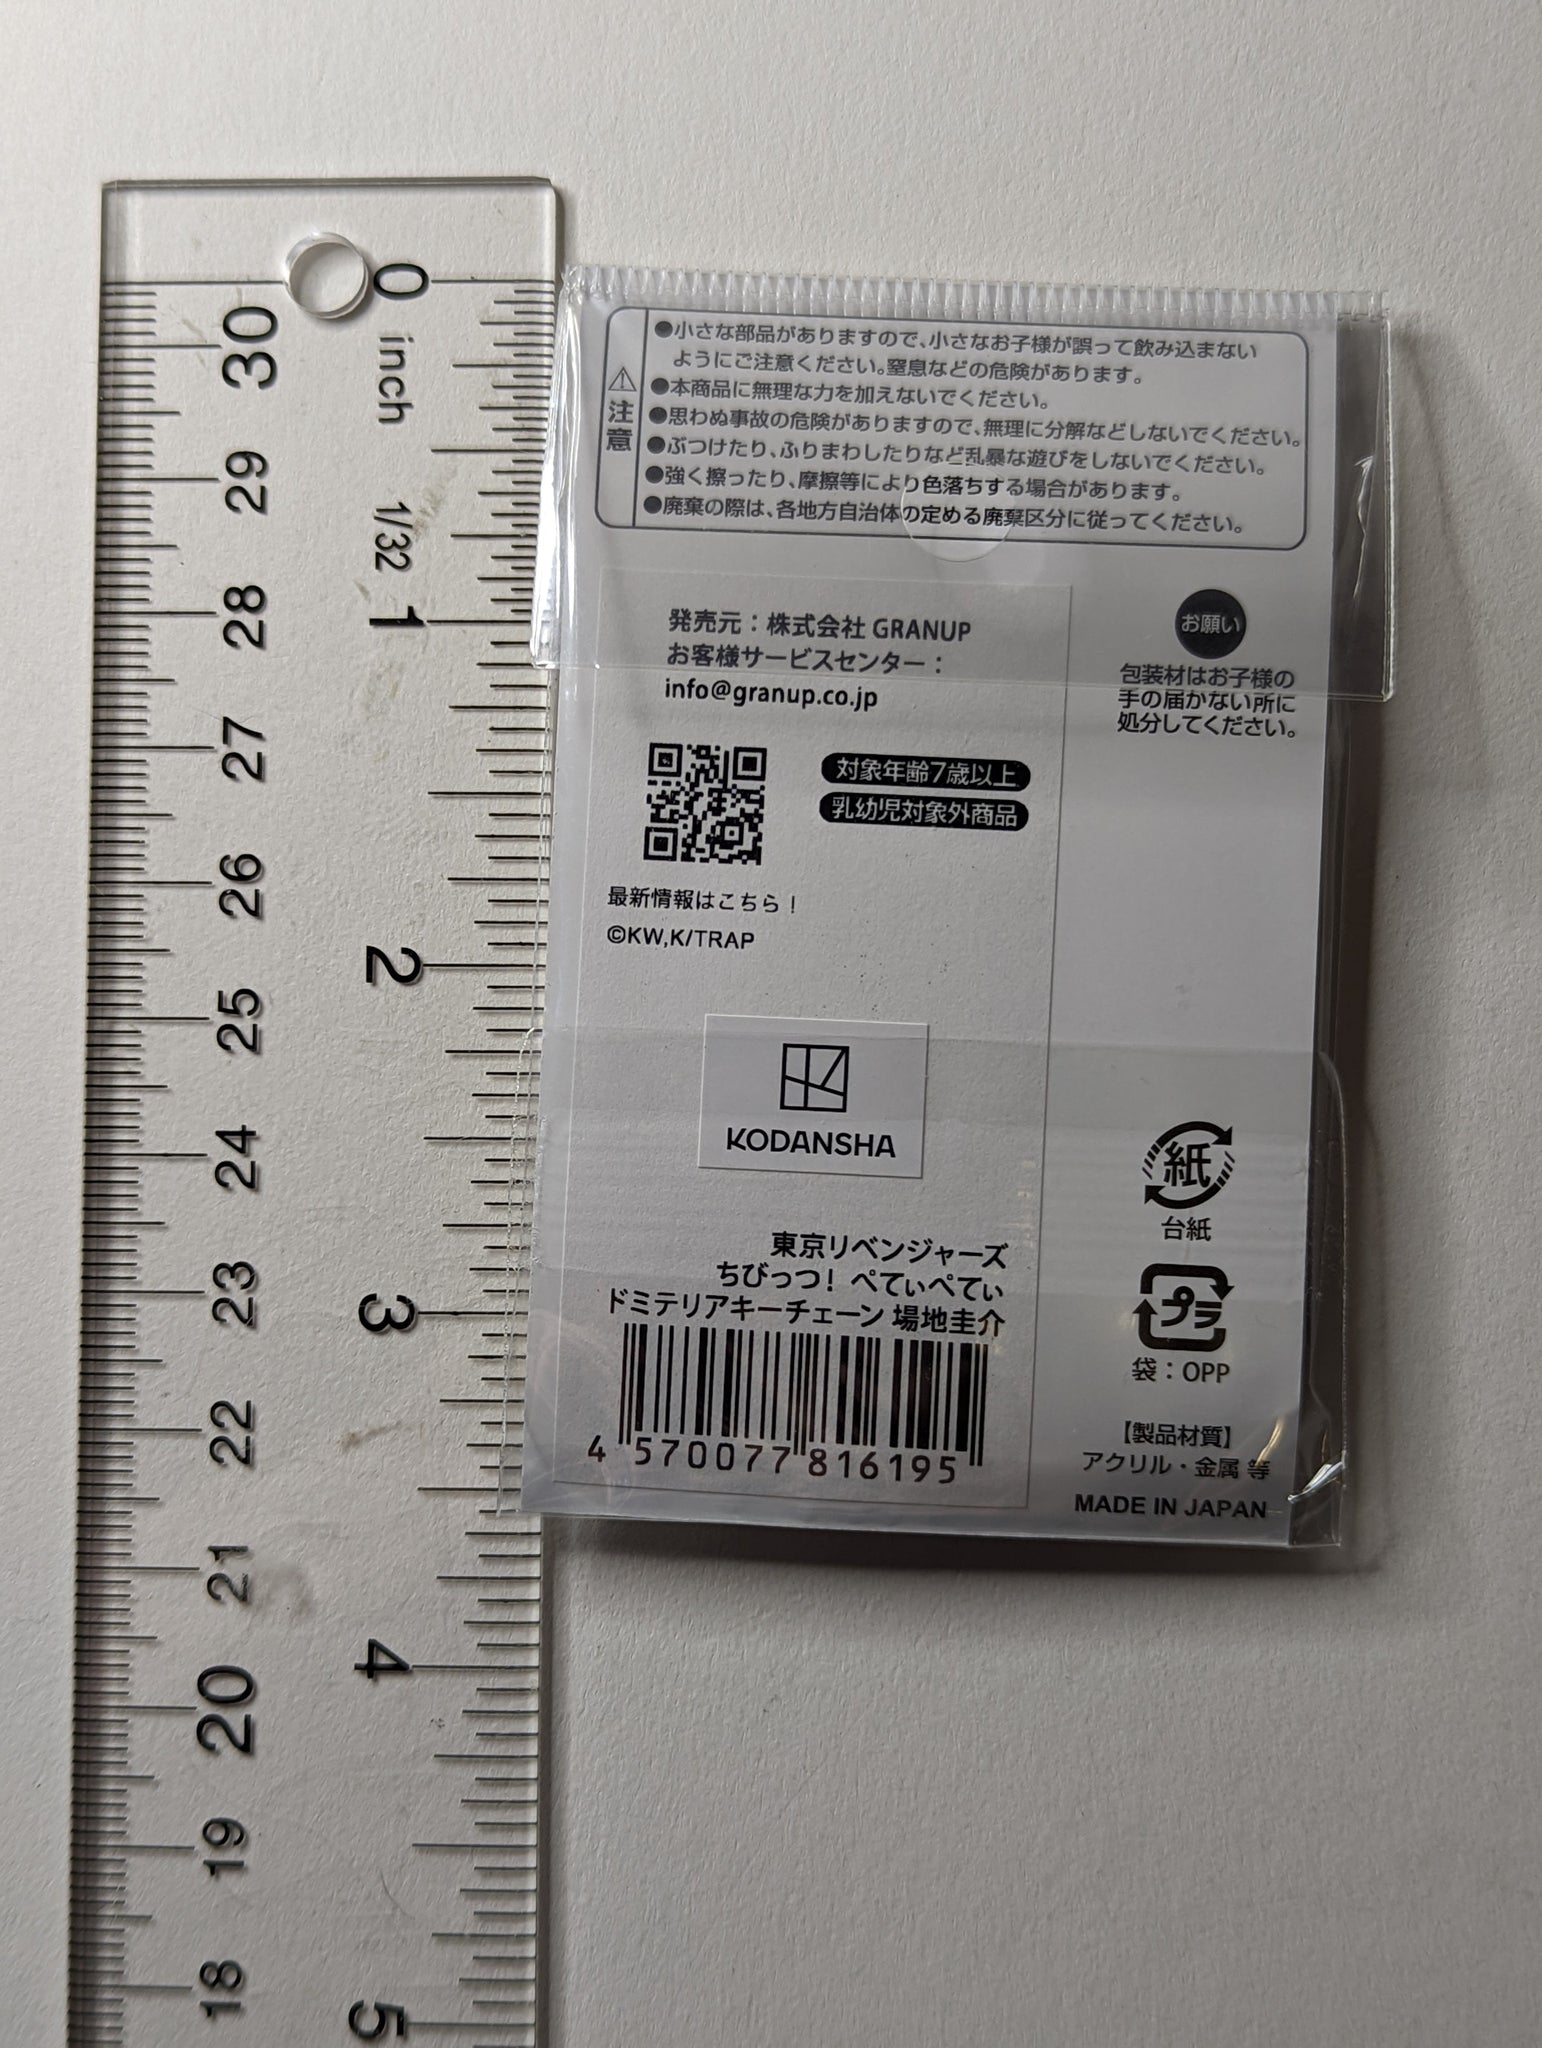 0
inch
1/32
1
2
3
4
5
30
29
28
27
26
25
24
23
22
21
20
19
18
⚠注意
●小さな部品がありますので、小さなお子様が誤って飲み込まない
ようにご注意ください。窒息などの危険があります。
●本商品に無理な力を加えないでください。
●思わぬ事故の危険がありますので、無理に分解などしないでください。
●ぶつけたり、ふりまわしたりなど乱暴な遊びをしないでください。
●強く擦ったり、摩擦等により色落ちする場合があります。
●廃棄の際は、各地方自治体の定める廃棄区分に従ってください。
発売元：株式会社 GRANUP
お客様サービスセンター：
info@granup.co.jp
対象年齢7歳以上
乳幼児対象外商品
最新情報はこちら！
©KW,K/TRAP
KODANSHA
東京リベンジャーズ
ちびっつ！ ぺてぃぺてぃ
ドミテリアキーチェーン 場地圭介
4 570077 816195
お願い
包装材はお子様の
手の届かない所に
処分してください。
紙
台紙
プラ
袋：OPP
【製品材質】
アクリル・金属 等
MADE IN JAPAN